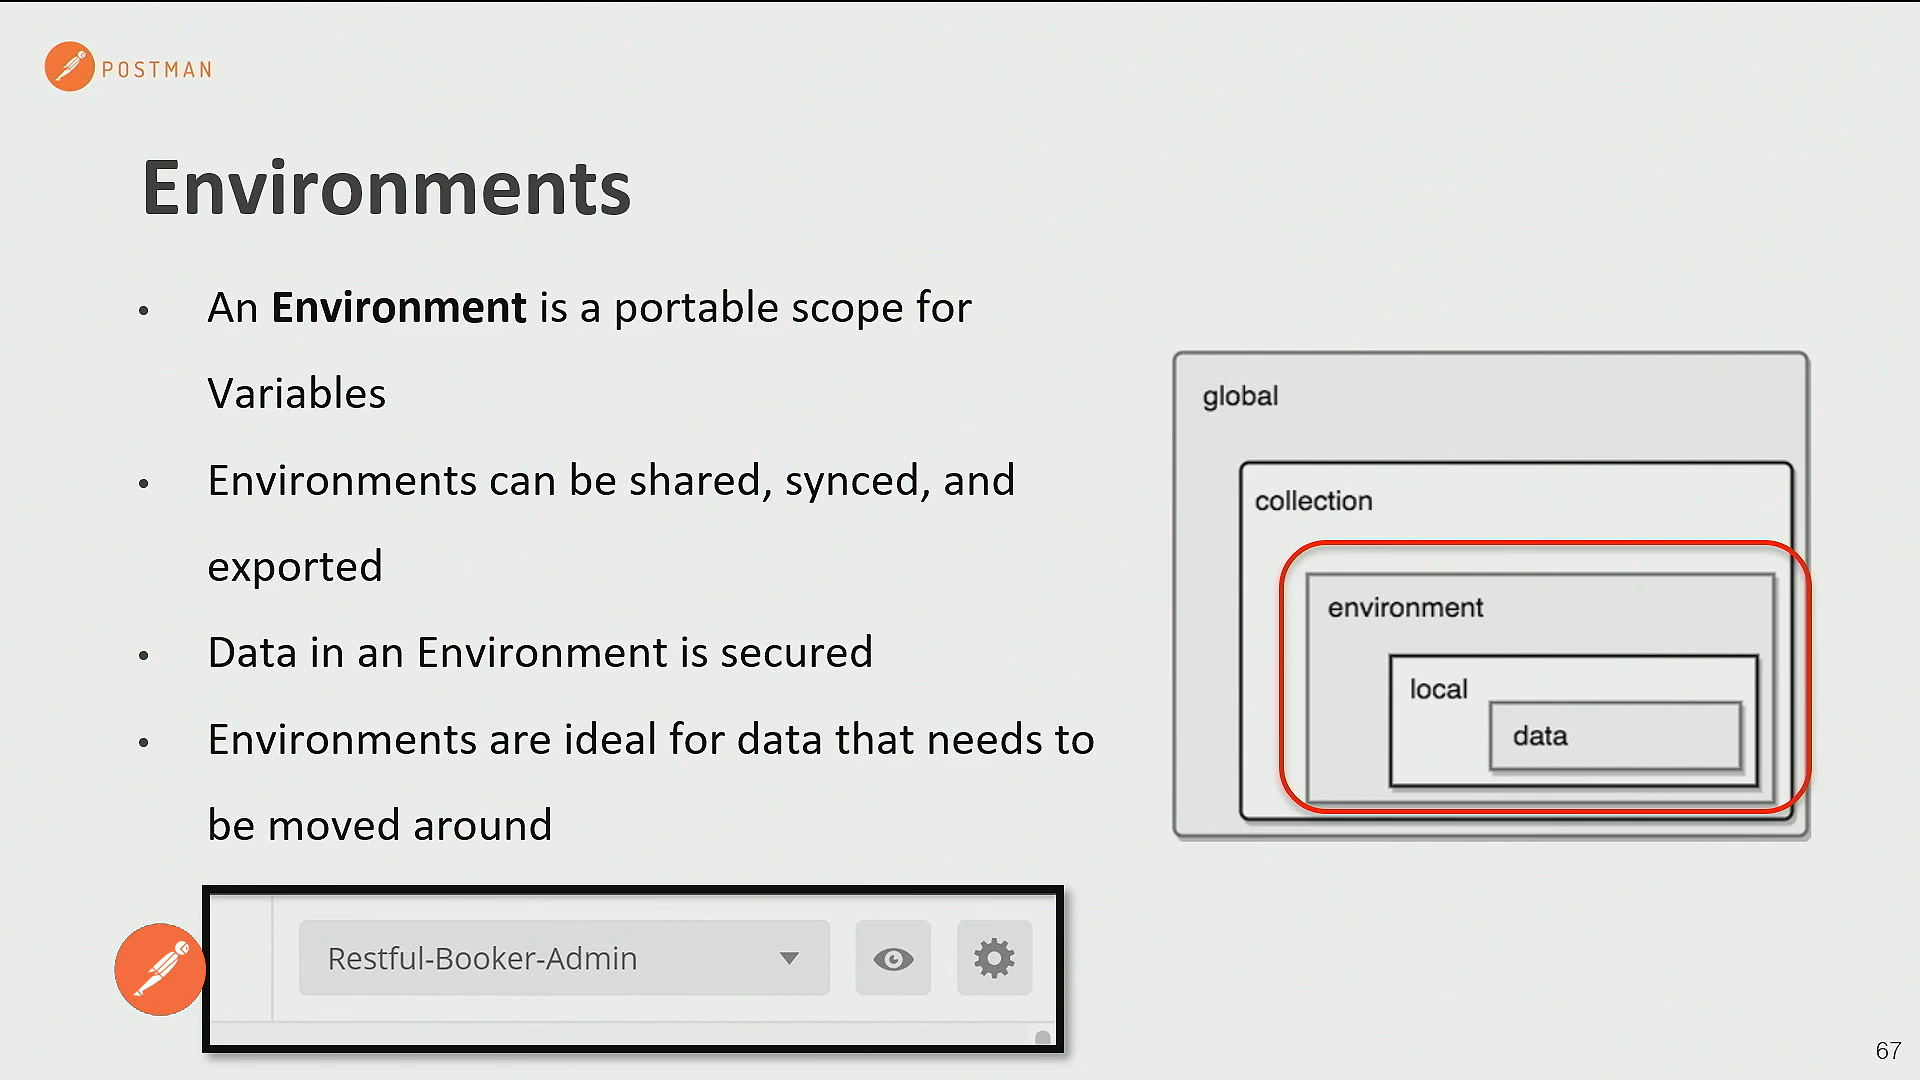 POSTMAN
Environments
• An Environment is a portable scope for
Variables
• Environments can be shared, synced, and
exported
• Data in an Environment is secured
• Environments are ideal for data that needs to
be moved around
global
collection
environment
local
data
Restful-Booker-Admin
67